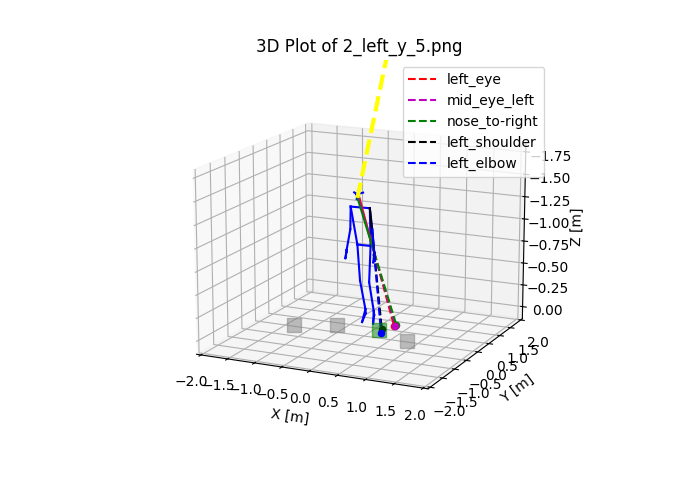 3D Plot of 2_left_y_5.png
left_eye
mid_eye_left
nose_to-right
left_shoulder
left_elbow
−1.75
−1.50
−1.25
−1.00
−0.75
−0.50
−0.25
0.00
Z [m]
2.0
1.5
1.0
0.5
0.0
−0.5
−1.0
−1.5
−2.0
Y [m]
−2.0
−1.5
−1.0
−0.5
0.0
0.5
1.0
1.5
2.0
X [m]